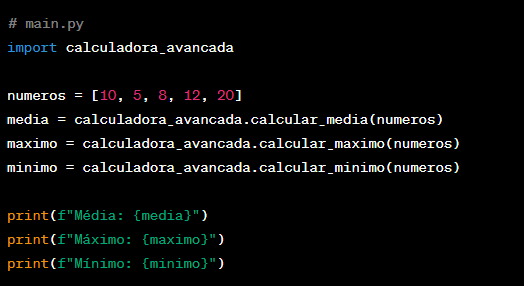 # main.py
import calculadora_avancada
numeros = [10, 5, 8, 12, 20]
media = calculadora_avancada.calcular_media(numeros)
maximo = calculadora_avancada.calcular_maximo(numeros)
minimo = calculadora_avancada.calcular_minimo(numeros)
print(f"Média: {media}")
print(f"Máximo: {maximo}")
print(f"Mínimo: {minimo}")